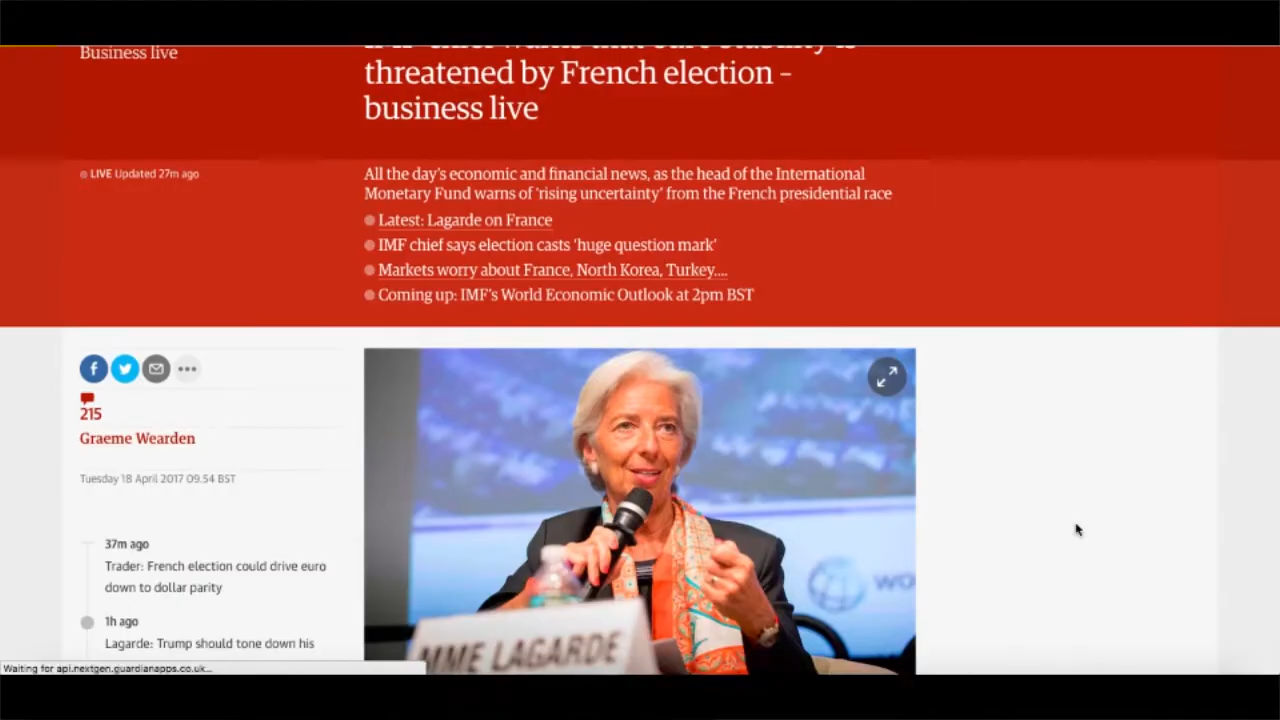 Business live
threatened by French election –
business live
LIVE Updated 27m ago
All the day's economic and financial news, as the head of the International
Monetary Fund warns of 'rising uncertainty' from the French presidential race
Latest: Lagarde on France
IMF chief says election casts 'huge question mark'
Markets worry about France, North Korea, Turkey....
Coming up: IMF's World Economic Outlook at 2pm BST
f
215
Graeme Wearden
Tuesday 18 April 2017 09.54 BST
37m ago
Trader: French election could drive euro
down to dollar parity
1h ago
Lagarde: Trump should tone down his
MME LAGARDE
WO
Waiting for api.nextgen.guardianapps.co.uk...